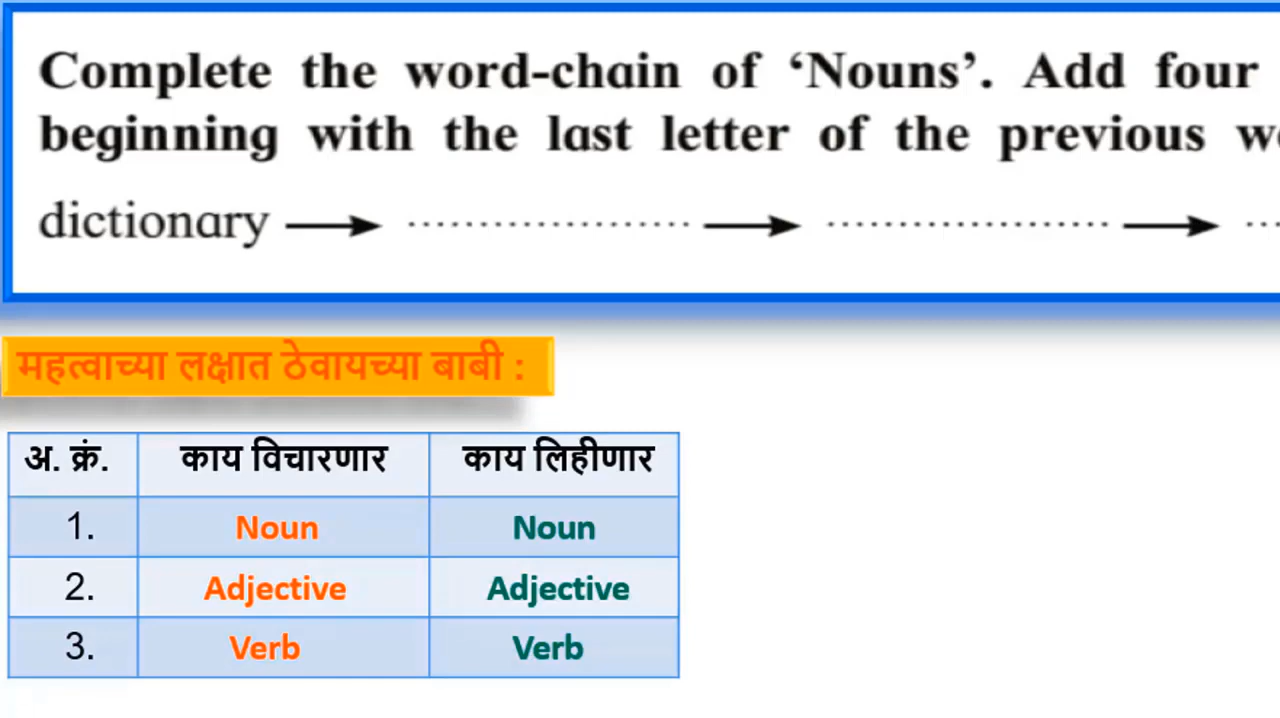 Complete the word-chain of ‘Nouns’. Add four
beginning with the last letter of the previous
dictionary → .................... → .................... → ...
महत्वाच्या लक्षात ठेवायच्या बाबी :
अ. क्रं. काय विचारणार काय लिहीणार
1. Noun Noun
2. Adjective Adjective
3. Verb Verb